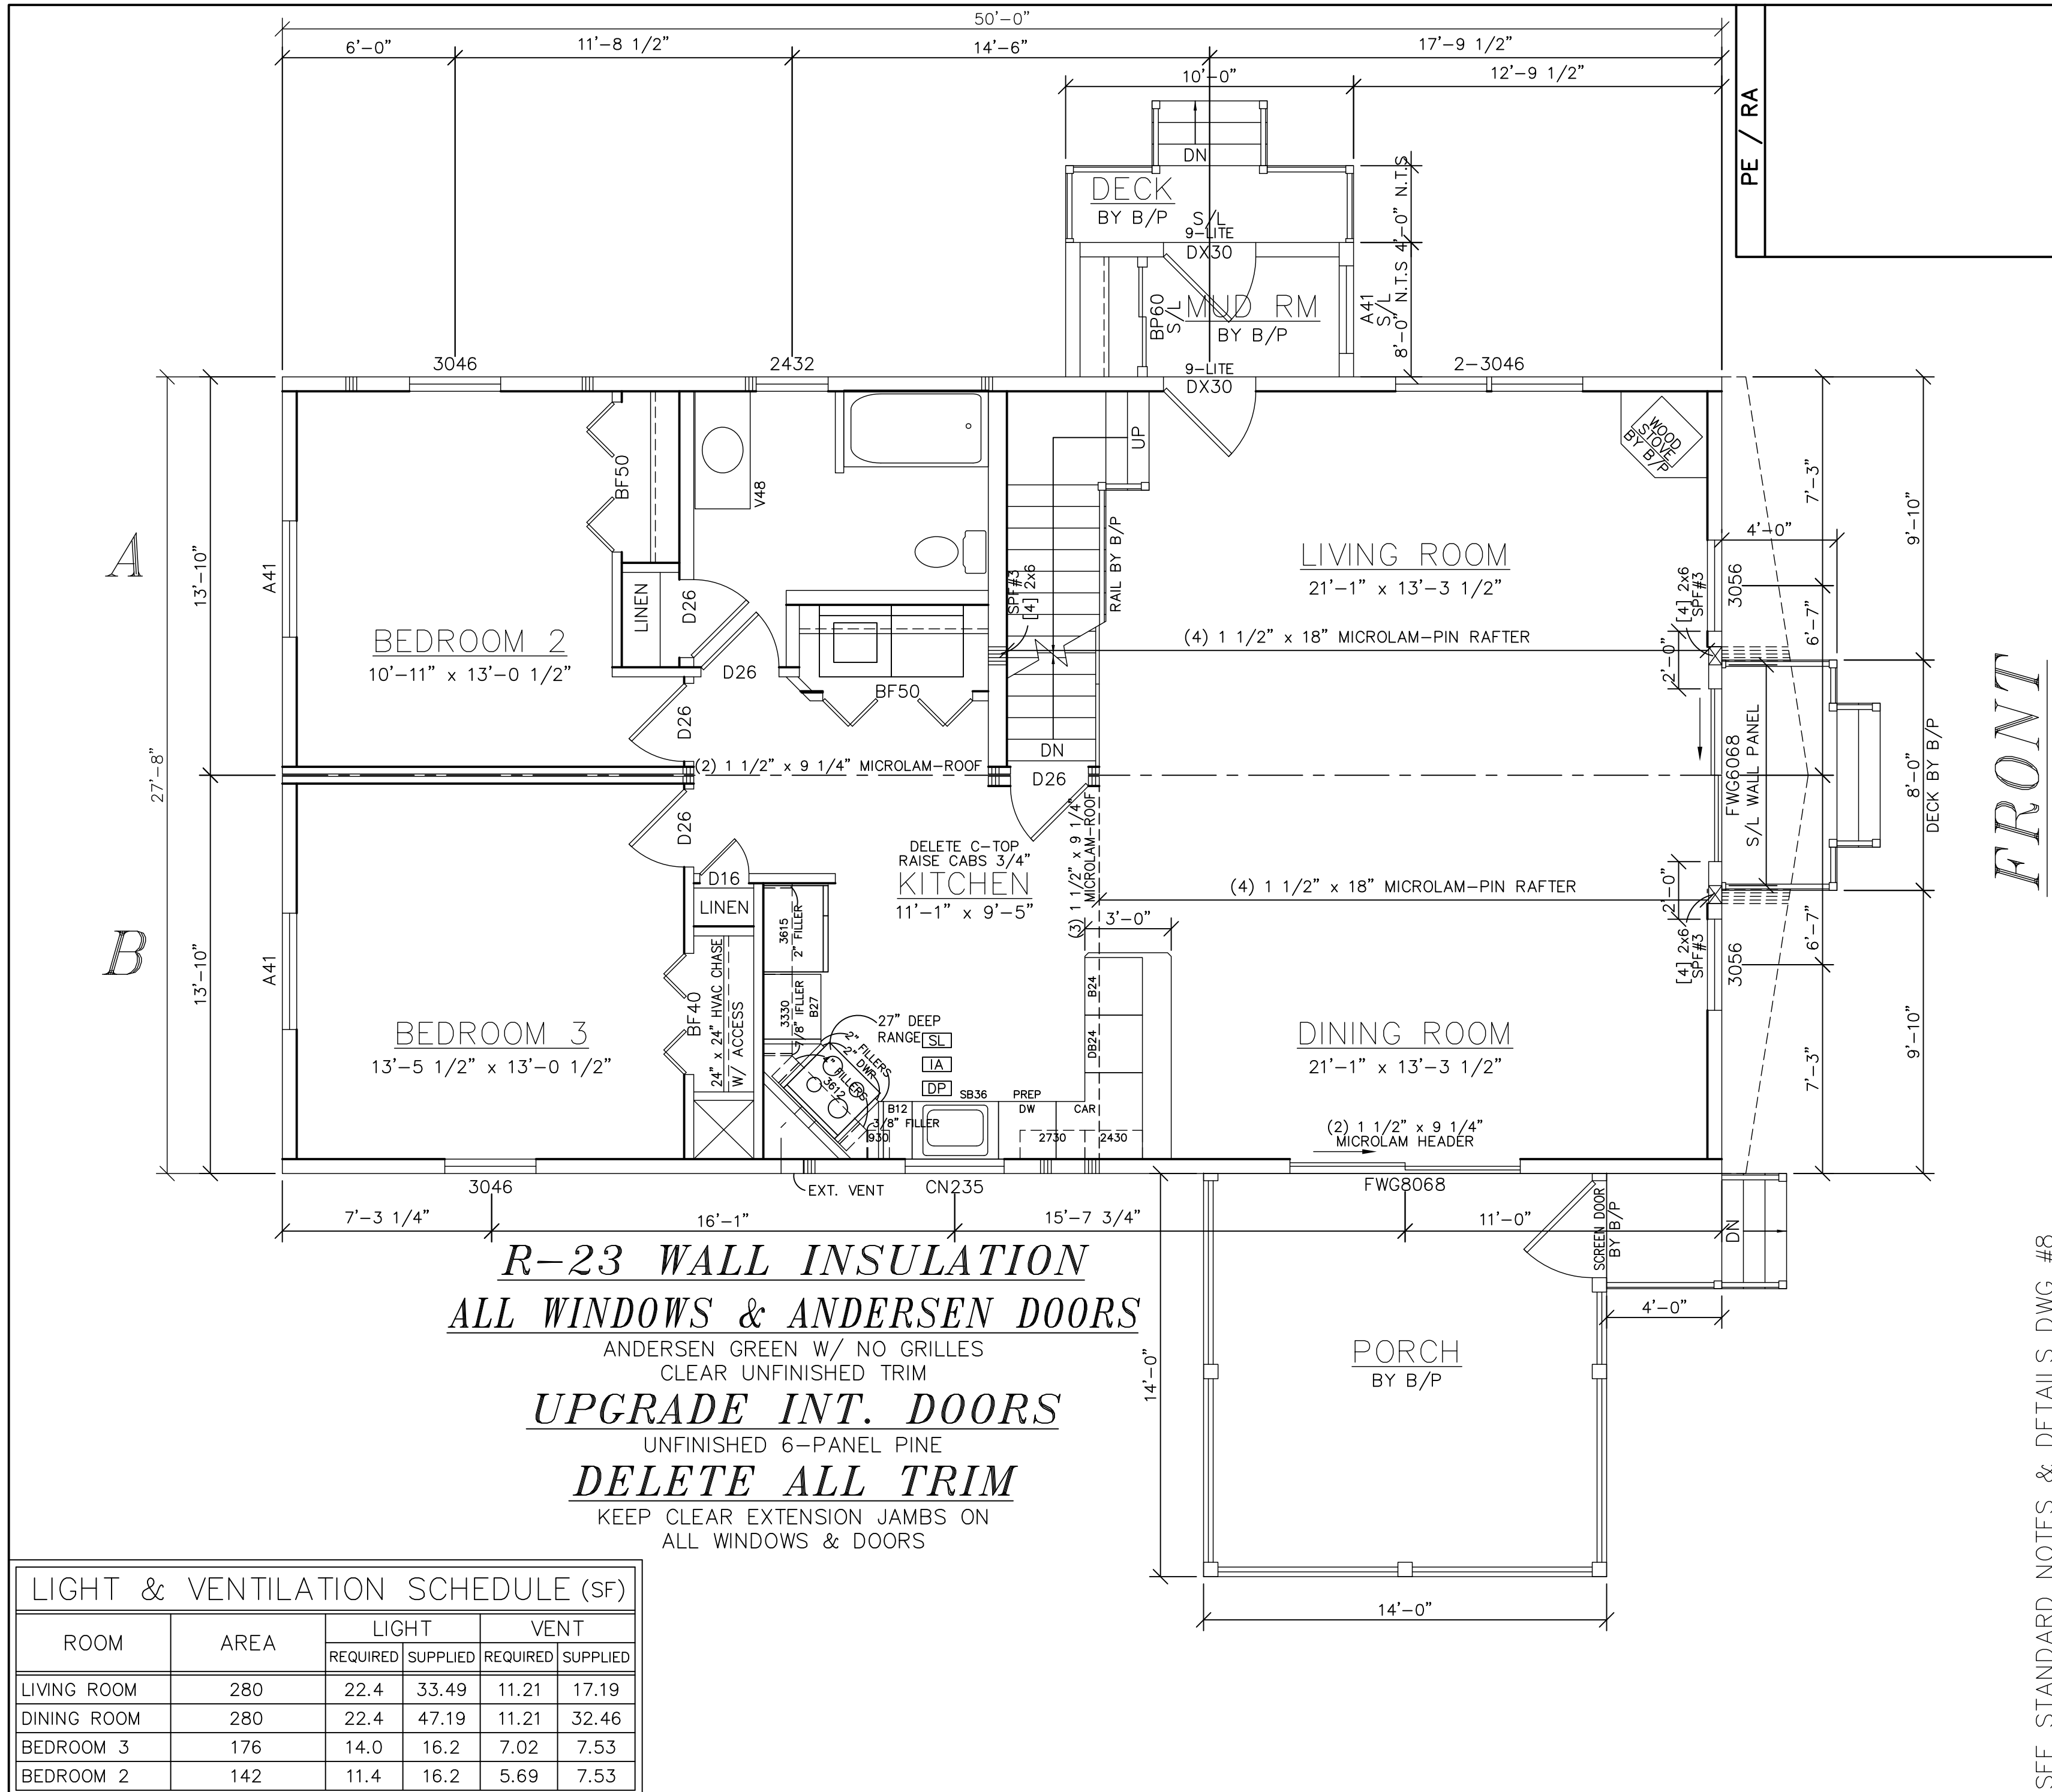 50'-0"
6'-0"
11'-8 1/2"
14'-6"
17'-9 1/2"
10'-0"
12'-9 1/2"
PE / RA
DN
DECK
BY B/P
S/L
9-LITE
DX30
4'-0" N.T.S
MUD RM
BY B/P
BP60
S/L
A41
S/L
8'-0" N.T.S
3046
2432
9-LITE
DX30
2-3046
A
B
27'-8"
13'-10"
13'-10"
A41
A41
BF50
V48
UP
RAIL BY B/P
WOOD
STOVE
BY B/P
LIVING ROOM
21'-1" x 13'-3 1/2"
BEDROOM 2
10'-11" x 13'-0 1/2"
LINEN
D26
D26
D26
BF50
SPF#3
[4] 2x6
(4) 1 1/2" x 18" MICROLAM-PIN RAFTER
DN
D26
(2) 1 1/2" x 9 1/4" MICROLAM-ROOF
7'-3"
9'-10"
4'-0"
3056
[4] 2x6
SPF#3
6'-7"
2'-0"
FWG6068
S/L WALL PANEL
8'-0"
DECK BY B/P
FRONT
D26
D16
LINEN
DELETE C-TOP
RAISE CABS 3/4"
KITCHEN
11'-1" x 9'-5"
(3) 1 1/2" x 9 1/4"
MICROLAM-ROOF
(4) 1 1/2" x 18" MICROLAM-PIN RAFTER
3'-0"
2'-0"
[4] 2x6
SPF#3
3056
6'-7"
7'-3"
9'-10"
BEDROOM 3
13'-5 1/2" x 13'-0 1/2"
BF40
24" x 24" HVAC CHASE
W/ ACCESS
3615
2" FILLER
3330
7/8" IFLLER
B27
27" DEEP
RANGE
2" FILLERS
2" DWR
4" FILLERS
3612
SL
IA
DP
B24
DB24
SB36
PREP
B12
DW
CAR
3/8" FILLER
930
2730
2430
DINING ROOM
21'-1" x 13'-3 1/2"
(2) 1 1/2" x 9 1/4"
MICROLAM HEADER
3046
EXT. VENT
CN235
FWG8068
7'-3 1/4"
16'-1"
15'-7 3/4"
11'-0"
SCREEN DOOR
BY B/P
DN
4'-0"
14'-0"
PORCH
BY B/P
14'-0"
R-23 WALL INSULATION
ALL WINDOWS & ANDERSEN DOORS
ANDERSEN GREEN W/ NO GRILLES
CLEAR UNFINISHED TRIM
UPGRADE INT. DOORS
UNFINISHED 6-PANEL PINE
DELETE ALL TRIM
KEEP CLEAR EXTENSION JAMBS ON
ALL WINDOWS & DOORS
SEE STANDARD NOTES & DETAILS DWG #8
LIGHT & VENTILATION SCHEDULE (SF)
ROOM AREA LIGHT VENT
REQUIRED SUPPLIED REQUIRED SUPPLIED
LIVING ROOM 280 22.4 33.49 11.21 17.19
DINING ROOM 280 22.4 47.19 11.21 32.46
BEDROOM 3 176 14.0 16.2 7.02 7.53
BEDROOM 2 142 11.4 16.2 5.69 7.53